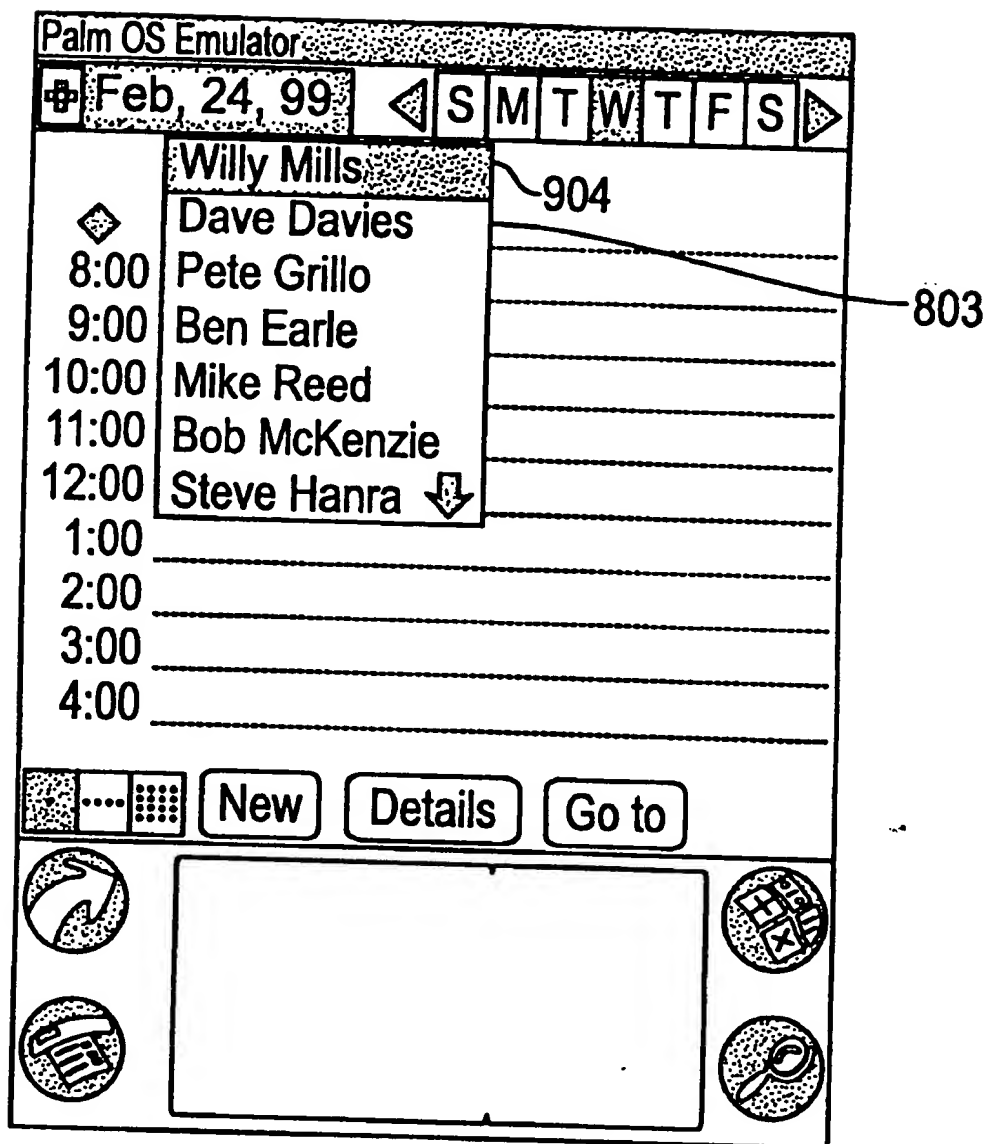 Palm OS Emulator
Feb, 24, 99 S M T W T F S
Willy Mills
904
Dave Davies
803
8:00 Pete Grillo
9:00 Ben Earle
10:00 Mike Reed
11:00 Bob McKenzie
12:00 Steve Hanra
1:00
2:00
3:00
4:00
New Details Go to